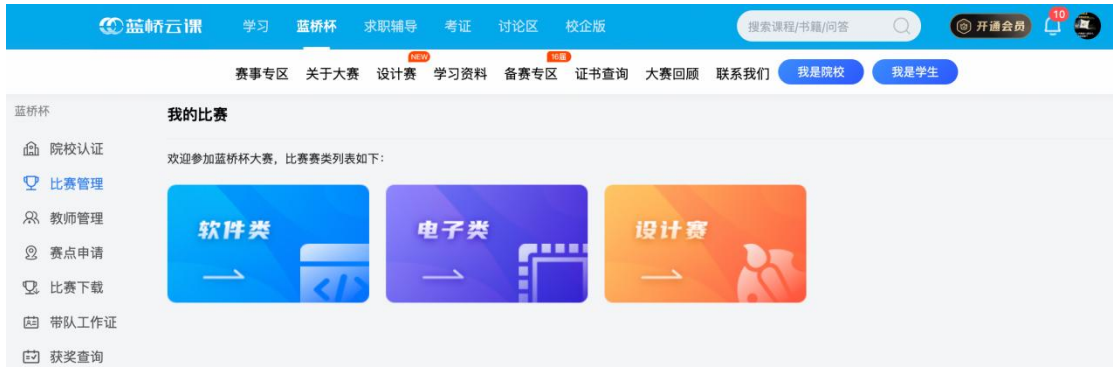 蓝桥云课 学习 蓝桥杯 求职辅导 考证 讨论区 校企版 搜索课程/书籍/问答 开通会员 10
NEW 16届
赛事专区 关于大赛 设计赛 学习资料 备赛专区 证书查询 大赛回顾 联系我们 我是院校 我是学生
蓝桥杯
我的比赛
院校认证
欢迎参加蓝桥杯大赛，比赛赛类列表如下：
比赛管理
教师管理
软件类 电子类 设计赛
赛点申请
比赛下载
带队工作证
获奖查询